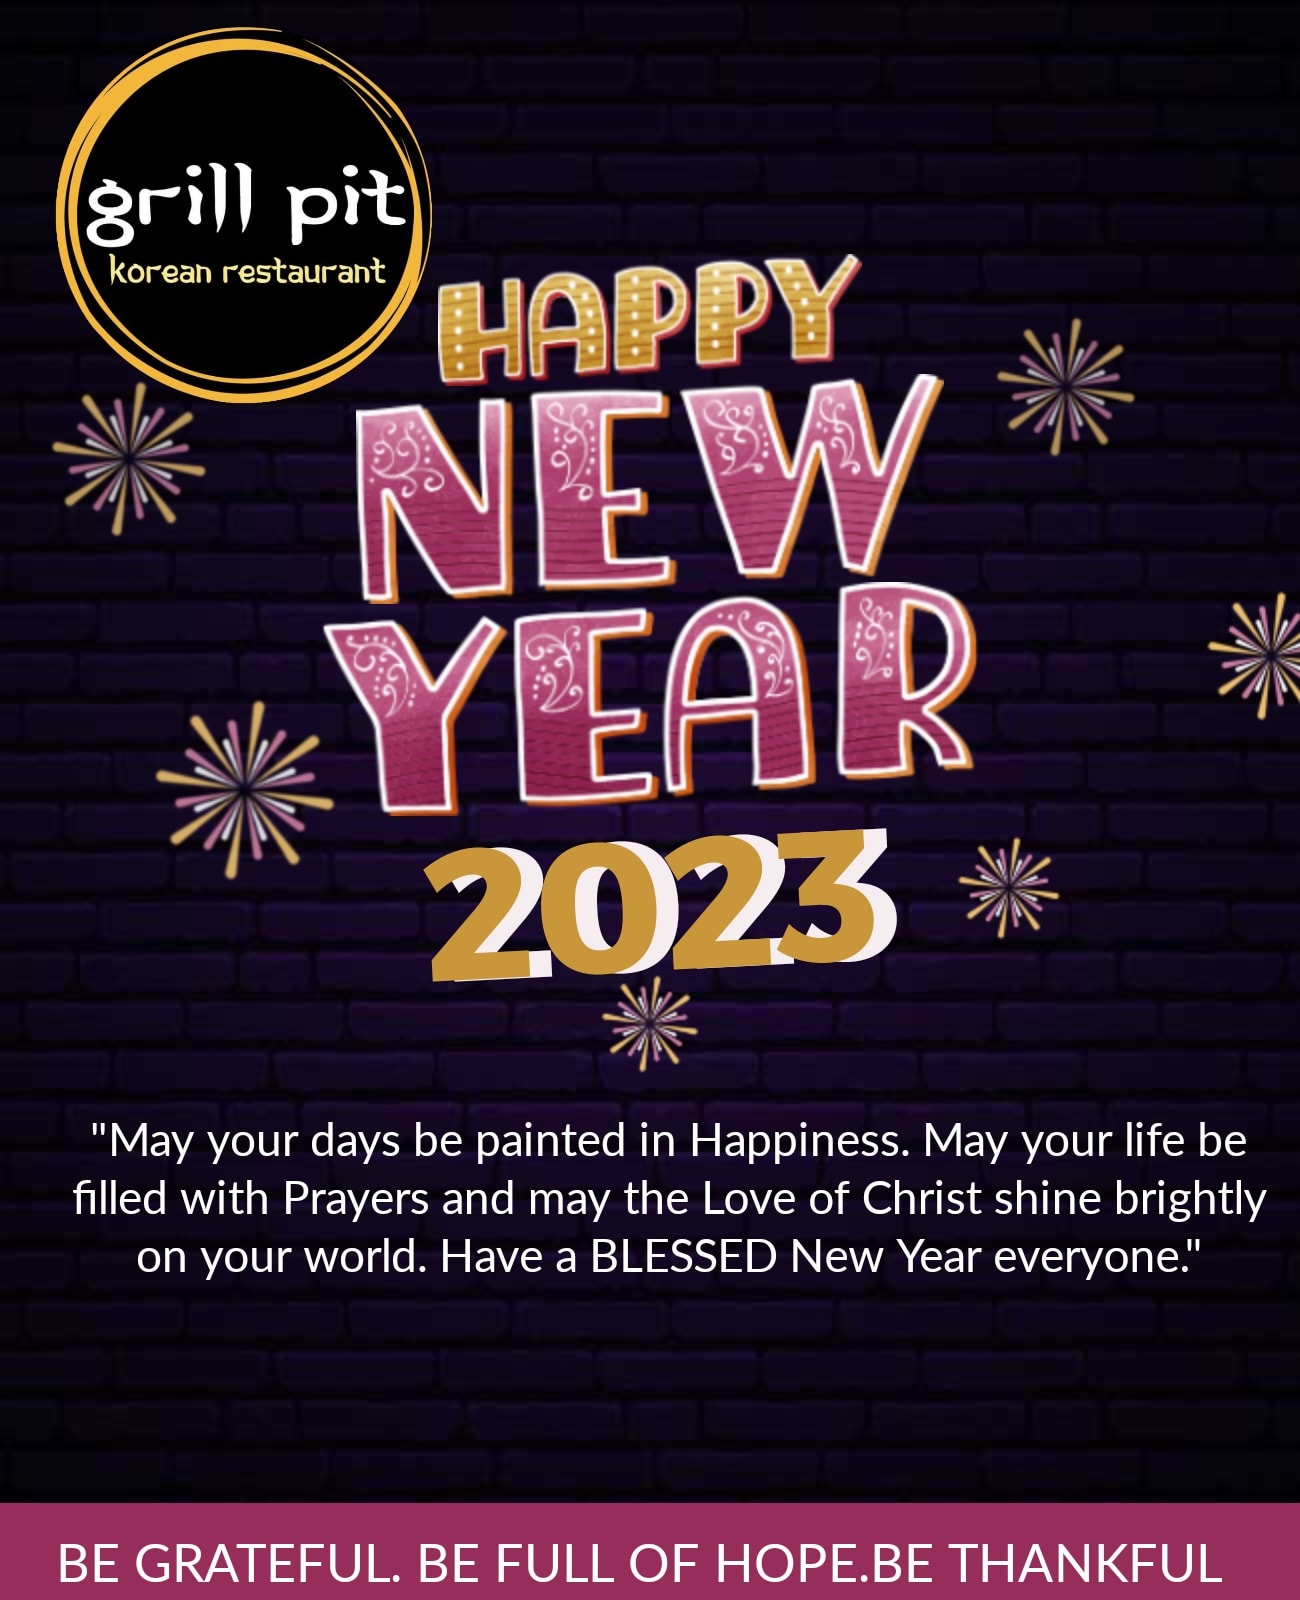 grill pit
korean restaurant
HAPPY
NEW
YEAR
2023
"May your days be painted in Happiness. May your life be
filled with Prayers and may the Love of Christ shine brightly
on your world. Have a BLESSED New Year everyone."
BE GRATEFUL. BE FULL OF HOPE.BE THANKFUL